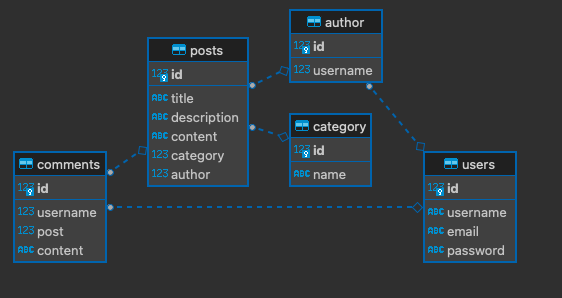 author
123 id
123 username
posts
123 id
ABC title
ABC description
ABC content
123 category
123 author
category
123 id
ABC name
comments
123 id
123 username
123 post
ABC content
users
123 id
ABC username
ABC email
ABC password